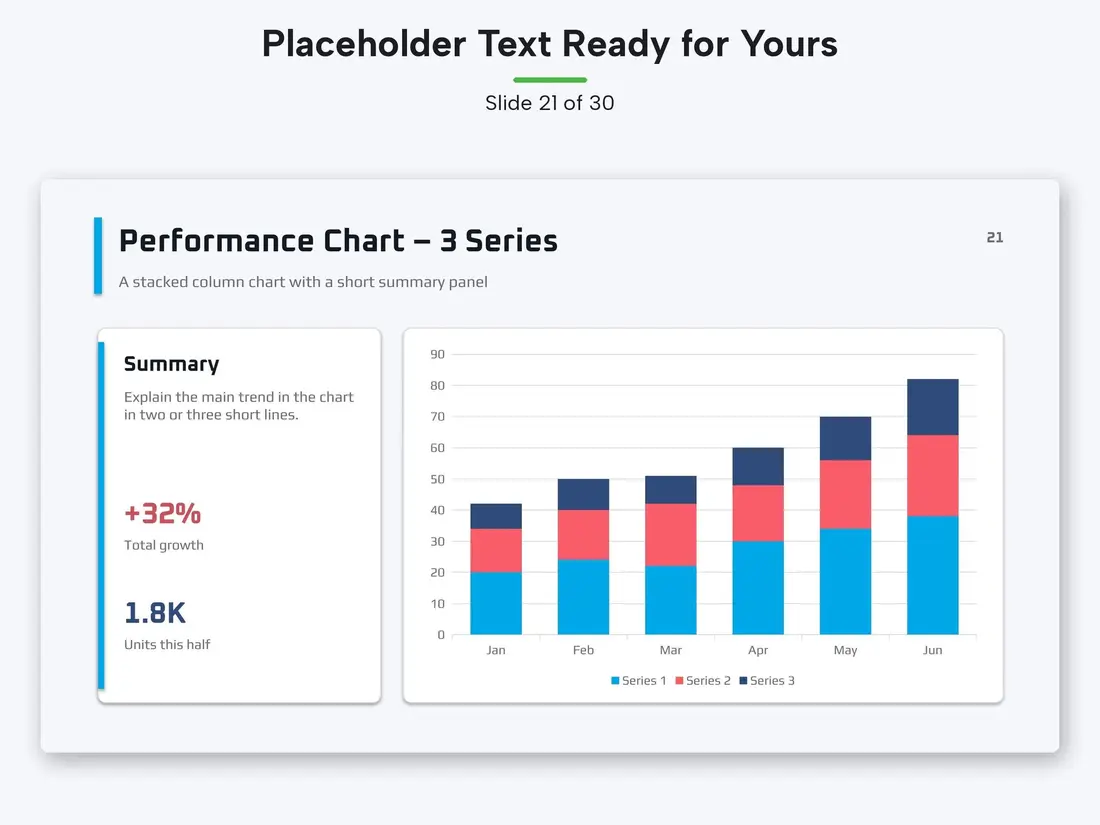 Placeholder Text Ready for Yours
Slide 21 of 30
Performance Chart – 3 Series
21
A stacked column chart with a short summary panel
Summary
Explain the main trend in the chart
in two or three short lines.
+32%
Total growth
1.8K
Units this half
90
80
70
60
50
40
30
20
10
0
Jan Feb Mar Apr May Jun
Series 1 Series 2 Series 3